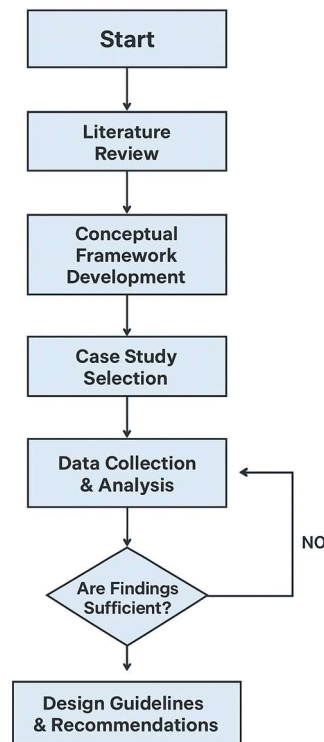 Start
Literature
Review
Conceptual
Framework
Development
Case Study
Selection
Data Collection
& Analysis
NO
Are Findings
Sufficient?
Design Guidelines
& Recommendations